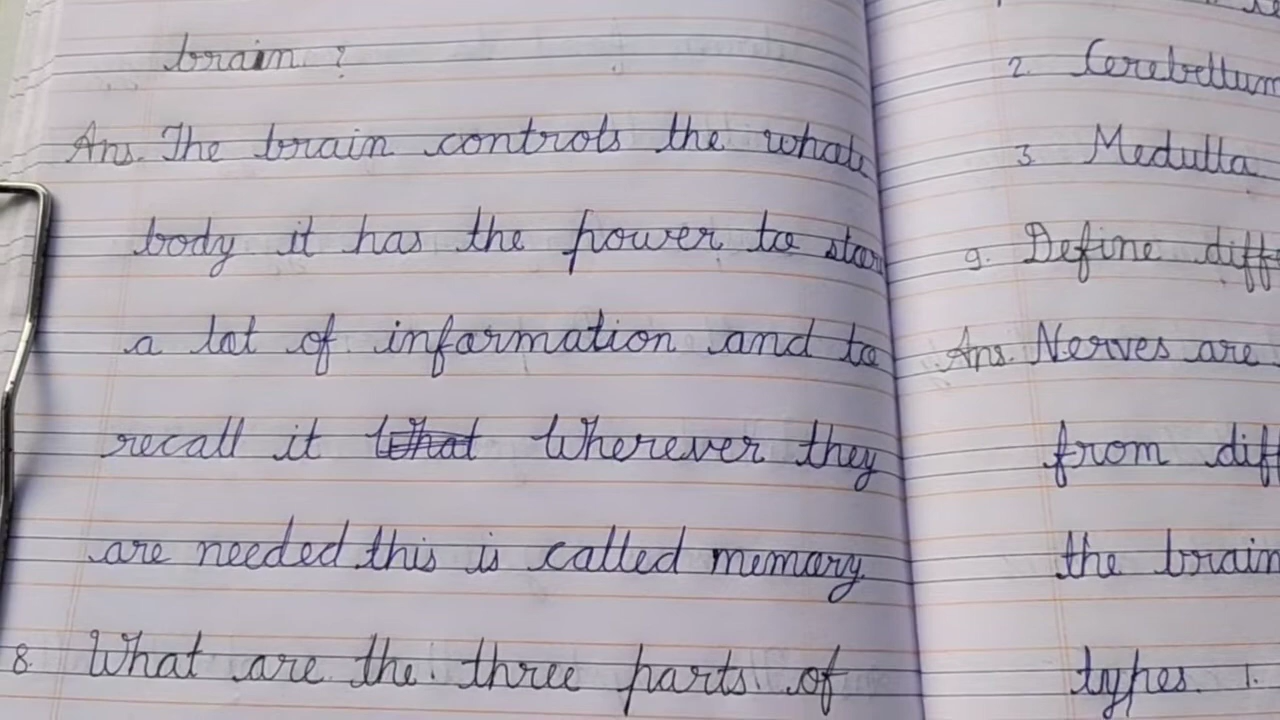 brain ?
Ans. The brain controls the whole
body it has the power to stor
a lot of information and to
recall it What Wherever they
are needed this is called memory
8. What are the three parts of
2. Cerebellum
3 Medulla
9. Define diff
Ans. Nerves are
from diff
the brain
types. 1.